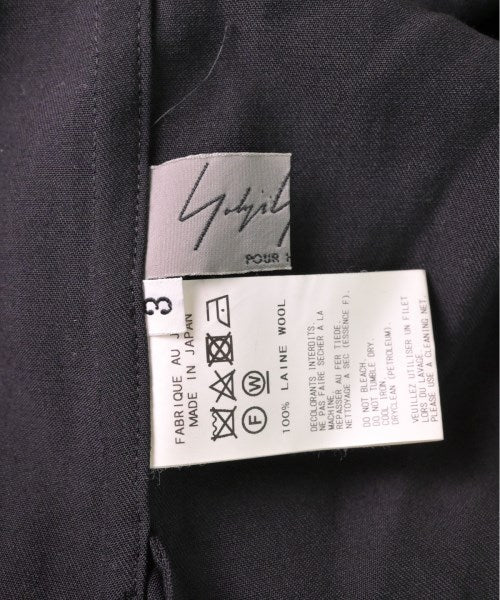 Yohji Y
POUR H
3
FABRIQUE AU J
MADE IN JAPAN
F W
100% LAINE WOOL
DECOLORANTS INTERDITS.
NE PAS FAIRE SECHER A LA
MACHINE.
REPASSER AU FER TIEDE.
NETTOYAGE A SEC (ESSENCE F).
DO NOT BLEACH.
DO NOT TUMBLE DRY.
COOL IRON.
DRYCLEAN (PETROLEUM).
VEUILLEZ UTILISER UN FILET
LORS DU LAVAGE.
PLEASE USE A CLEANING NET.